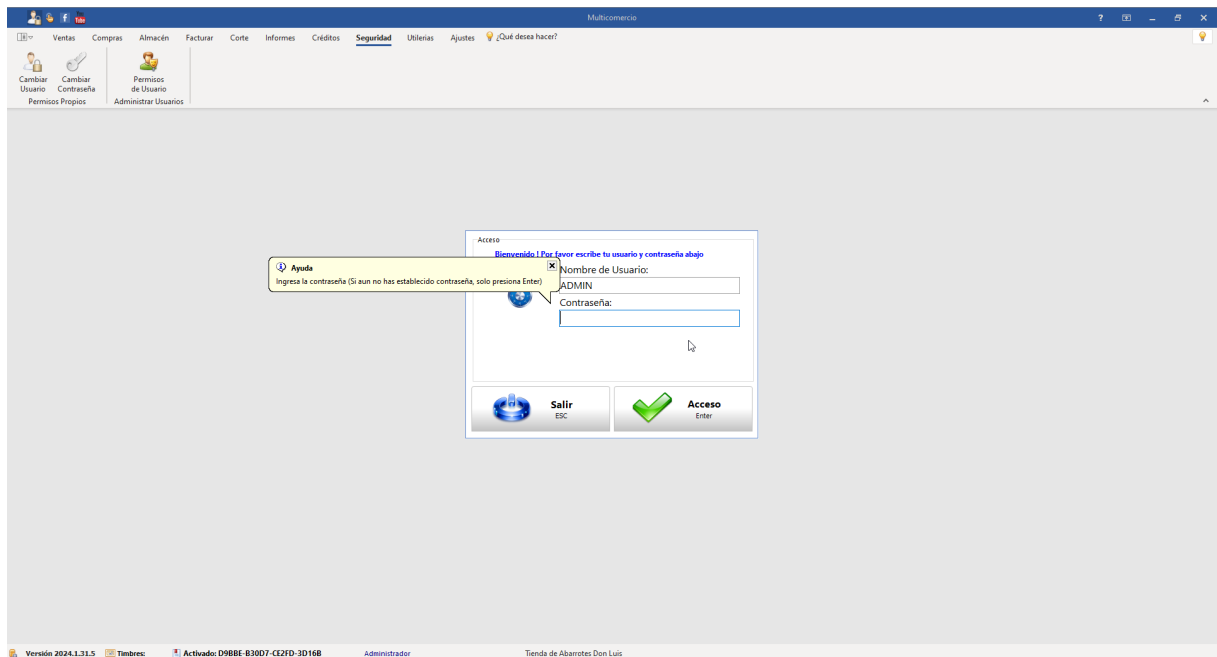 Multicomercio
Ventas Compras Almacén Facturar Corte Informes Créditos Seguridad Utilerias Ajustes ¿Qué desea hacer?
Cambiar Usuario
Cambiar Contraseña
Permisos de Usuario
Permisos Propios
Administrar Usuarios
Acceso
Bienvenido ! Por favor escribe tu usuario y contraseña abajo
Ayuda
Ingresa la contraseña (Si aun no has establecido contraseña, solo presiona Enter)
Nombre de Usuario:
ADMIN
Contraseña:
Salir
ESC
Acceso
Enter
Versión 2024.1.31.5 Timbres: Activado: D9BBE-B30D7-CE2FD-3D16B Administrador Tienda de Abarrotes Don Luis